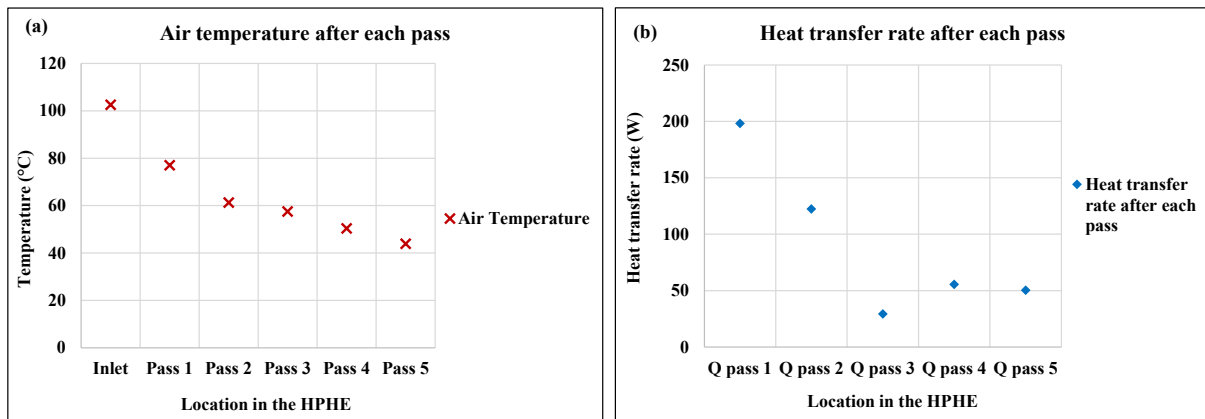 (a)
Air temperature after each pass
Temperature (°C)
120
100
80
60
40
20
0
Inlet Pass 1 Pass 2 Pass 3 Pass 4 Pass 5
Location in the HPHE
Air Temperature
(b)
Heat transfer rate after each pass
Heat transfer rate (W)
250
200
150
100
50
0
Q pass 1 Q pass 2 Q pass 3 Q pass 4 Q pass 5
Location in the HPHE
Heat transfer
rate after each
pass